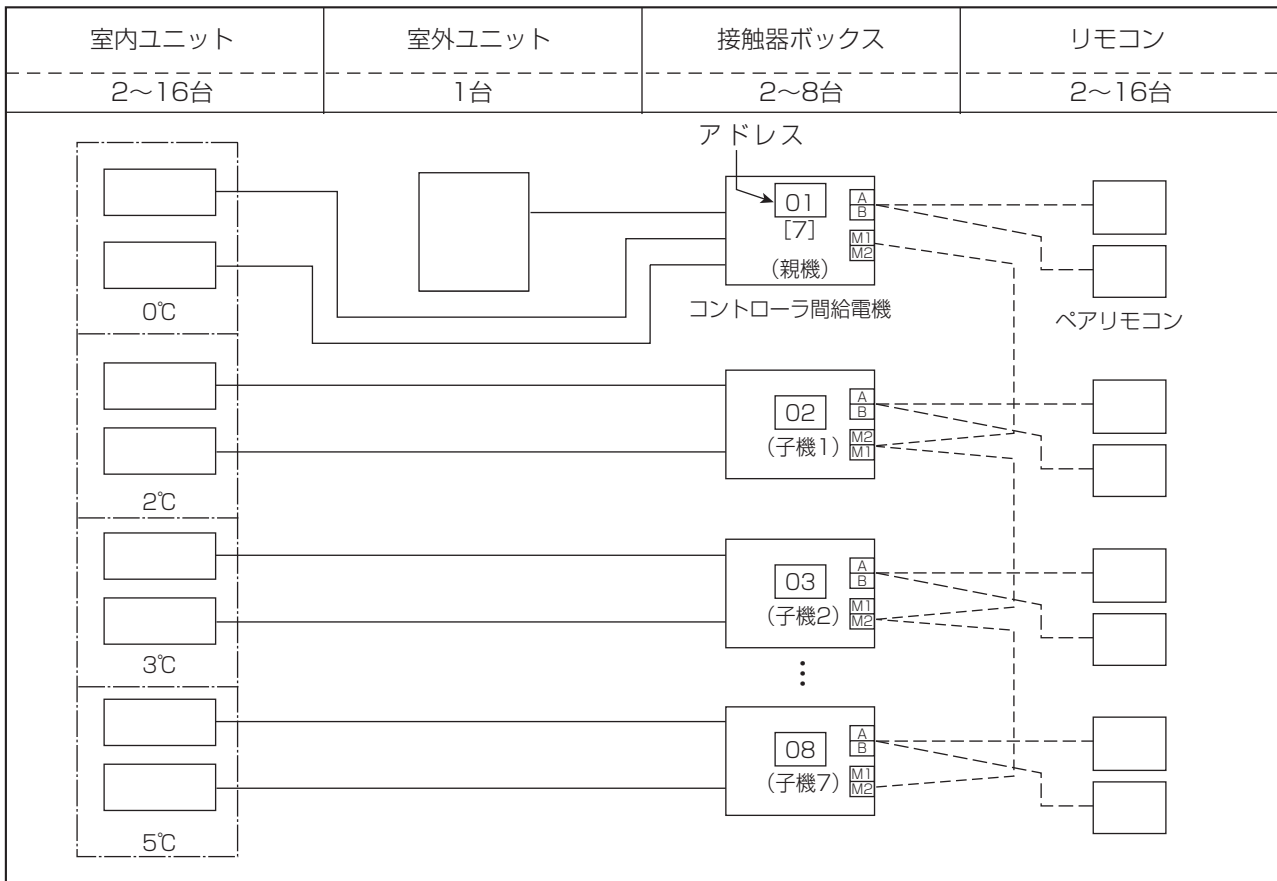 室内ユニット
室外ユニット
接触器ボックス
リモコン
2～16台
1台
2～8台
2～16台
アドレス
01
[7]
(親機)
A
B
M1
M2
コントローラ間給電機
ペアリモコン
0℃
02
(子機1)
A
B
M2
M1
2℃
03
(子機2)
A
B
M1
M2
3℃
⋮
08
(子機7)
A
B
M1
M2
5℃